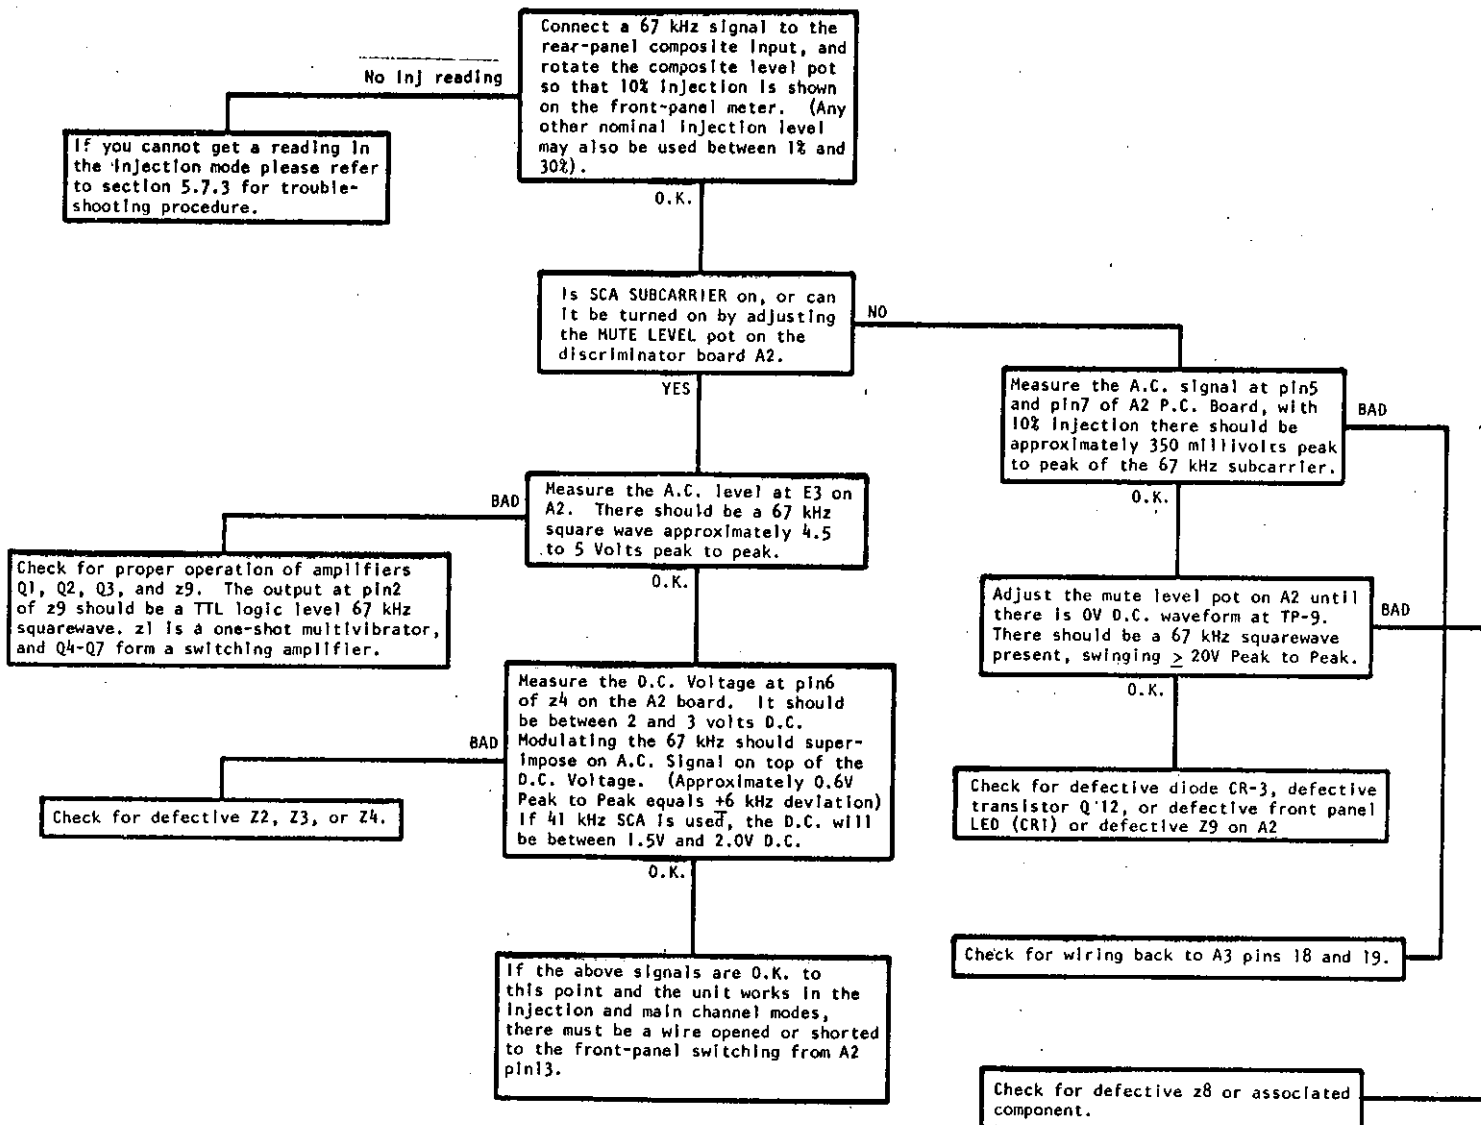 Connect a 67 kHz signal to the
rear-panel composite input, and
rotate the composite level pot
so that 10% injection is shown
on the front-panel meter. (Any
other nominal injection level
may also be used between 1% and
30%).
No inj reading
If you cannot get a reading in
the injection mode please refer
to section 5.7.3 for trouble-
shooting procedure.
O.K.
Is SCA SUBCARRIER on, or can
it be turned on by adjusting
the MUTE LEVEL pot on the
discriminator board A2.
NO
YES
Measure the A.C. signal at pin5
and pin7 of A2 P.C. Board, with
10% injection there should be
approximately 350 millivolts peak
to peak of the 67 kHz subcarrier.
BAD
O.K.
Measure the A.C. level at E3 on
A2. There should be a 67 kHz
square wave approximately 4.5
to 5 Volts peak to peak.
BAD
O.K.
Check for proper operation of amplifiers
Q1, Q2, Q3, and z9. The output at pin2
of z9 should be a TTL logic level 67 kHz
squarewave. z1 is a one-shot multivibrator,
and Q4-Q7 form a switching amplifier.
Adjust the mute level pot on A2 until
there is 0V D.C. waveform at TP-9.
There should be a 67 kHz squarewave
present, swinging ≥ 20V Peak to Peak.
BAD
O.K.
Measure the D.C. Voltage at pin6
of z4 on the A2 board. It should
be between 2 and 3 volts D.C.
Modulating the 67 kHz should super-
impose on A.C. Signal on top of the
D.C. Voltage. (Approximately 0.6V
Peak to Peak equals ±6 kHz deviation)
If 41 kHz SCA is used, the D.C. will
be between 1.5V and 2.0V D.C.
BAD
O.K.
Check for defective Z2, Z3, or Z4.
Check for defective diode CR-3, defective
transistor Q 12, or defective front panel
LED (CR1) or defective Z9 on A2
Check for wiring back to A3 pins 18 and 19.
If the above signals are O.K. to
this point and the unit works in the
injection and main channel modes,
there must be a wire opened or shorted
to the front-panel switching from A2
pin13.
Check for defective z8 or associated
component.